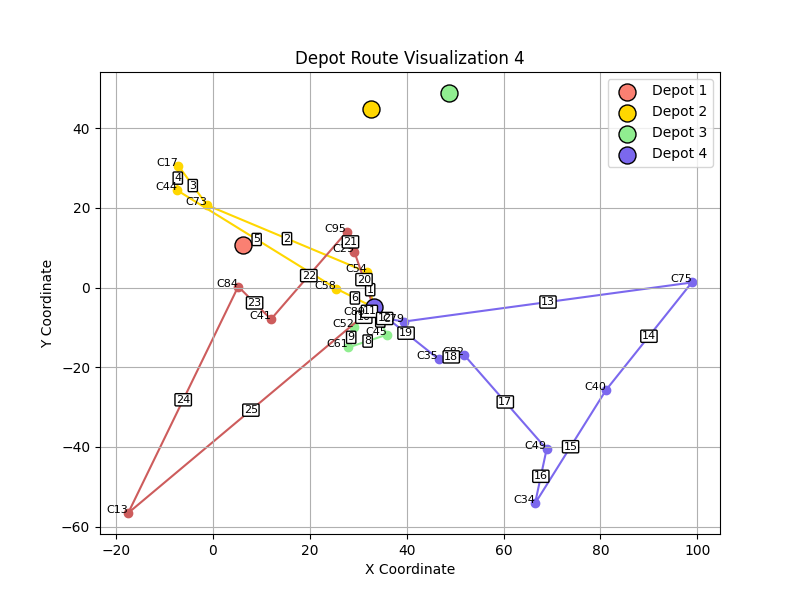 Depot Route Visualization 4
Depot 1
Depot 2
Depot 3
Depot 4
Y Coordinate
40
20
0
−20
−40
−60
−20
0
20
40
60
80
100
X Coordinate
C17
4
3
C44
C73
5
2
C95
21
C54
20
22
1
C84
C58
6
23
C41
11
C79
C52
C45
9
8
C61
19
C35
18
13
C75
14
17
C40
C49
15
16
C34
24
25
C13